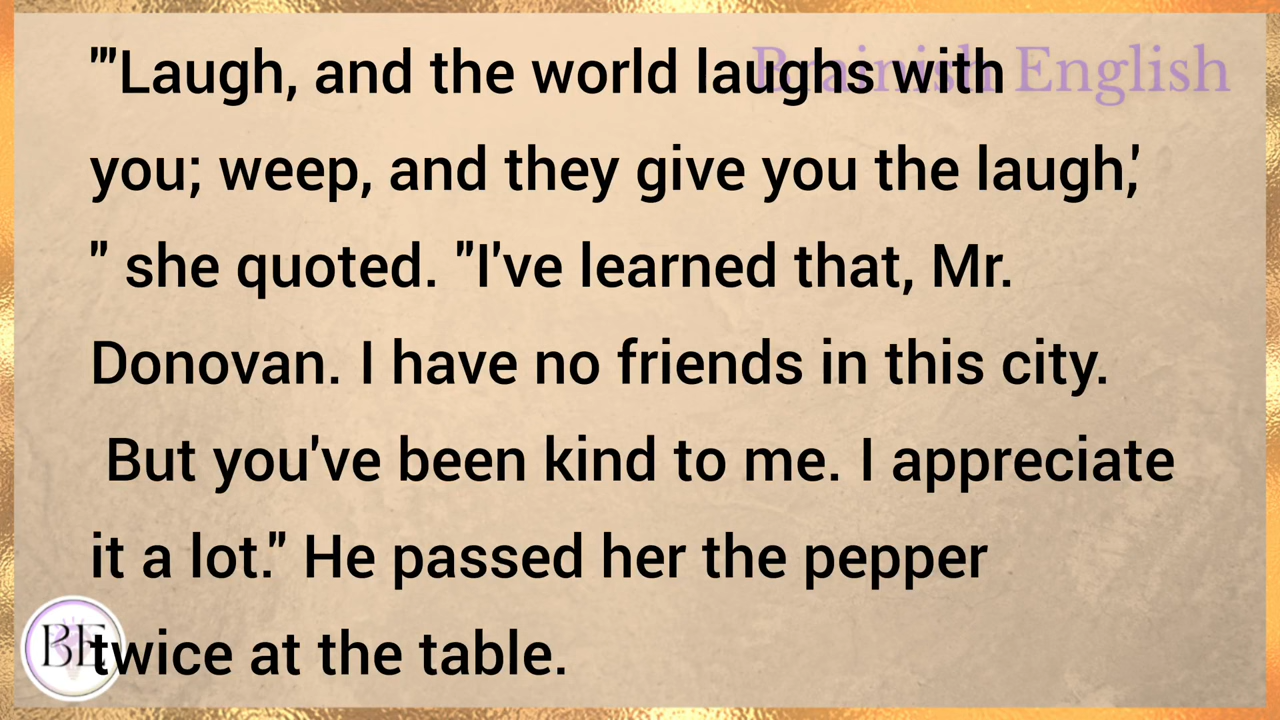 Brainish English
"'Laugh, and the world laughs with
you; weep, and they give you the laugh,'
" she quoted. "I've learned that, Mr.
Donovan. I have no friends in this city.
But you've been kind to me. I appreciate
it a lot." He passed her the pepper
twice at the table.
BE